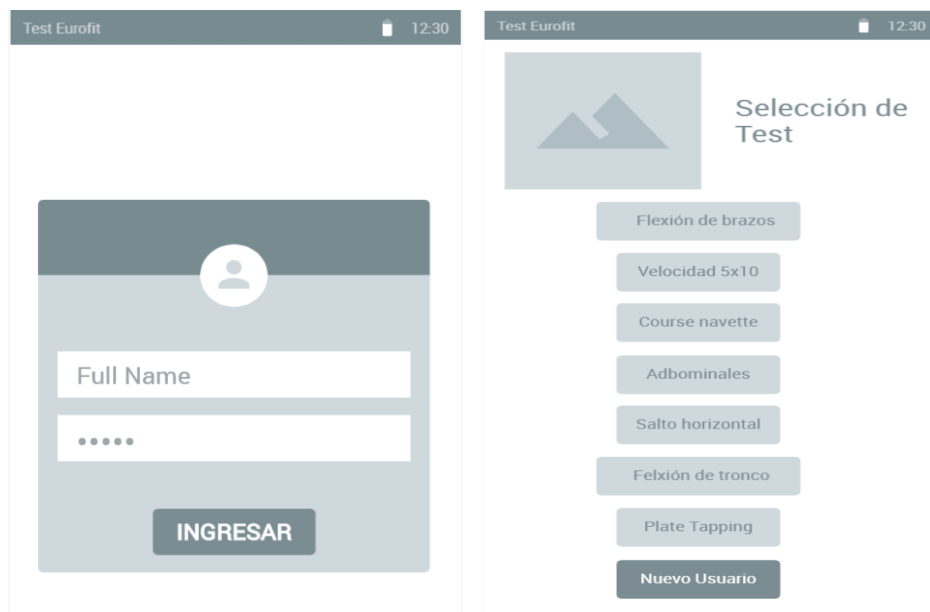 Test Eurofit 12:30
Full Name
•••••
INGRESAR
Test Eurofit 12:30
Selección de
Test
Flexión de brazos
Velocidad 5x10
Course navette
Adbominales
Salto horizontal
Felxión de tronco
Plate Tapping
Nuevo Usuario